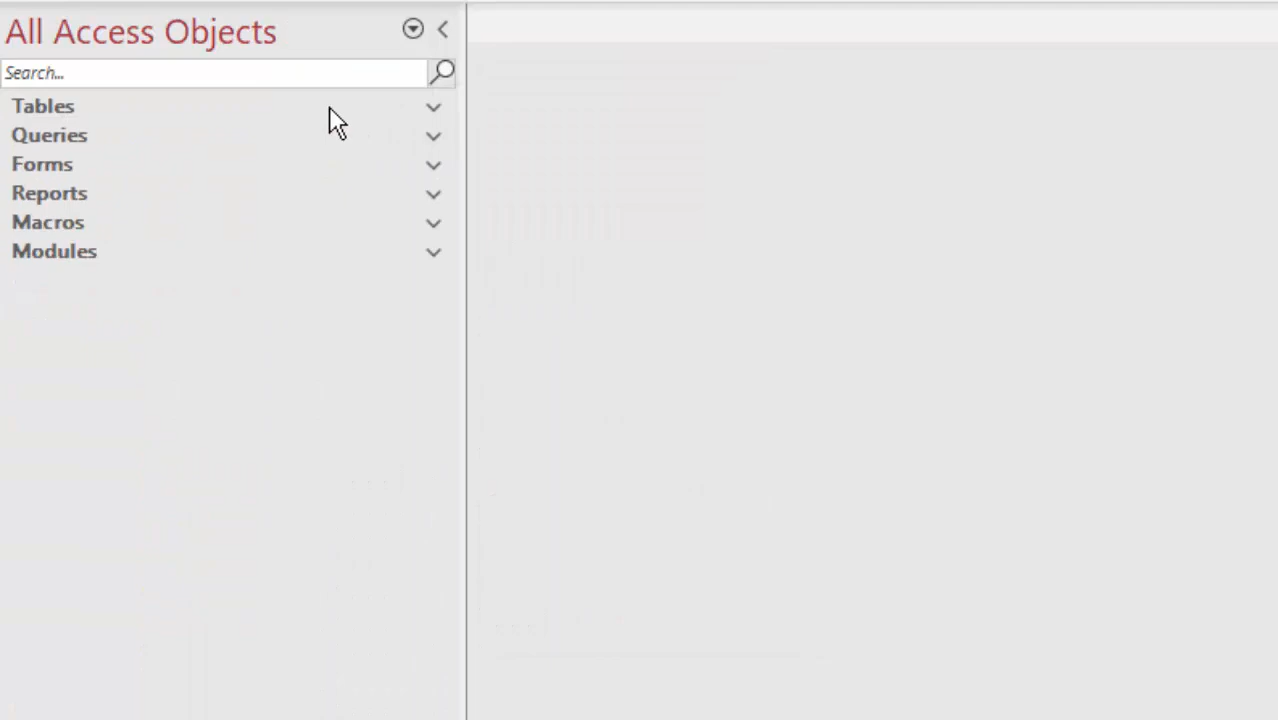 All Access Objects
Search...
Tables
Queries
Forms
Reports
Macros
Modules